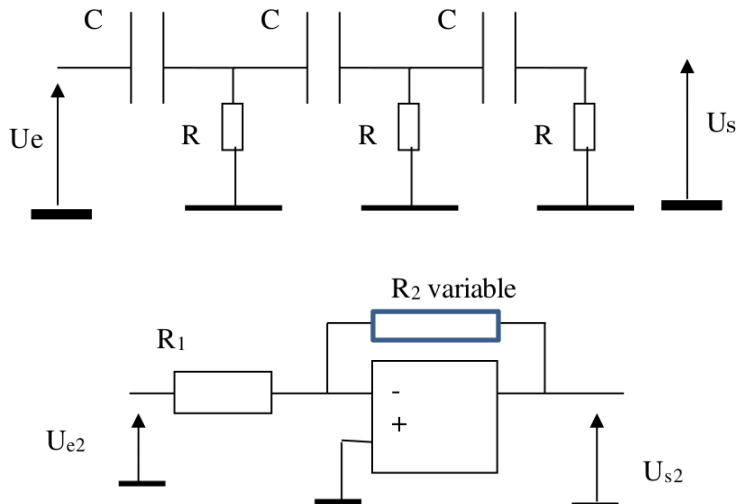 C C C
Ue R R R Us
R2 variable
R1
-
+
Ue2
Us2